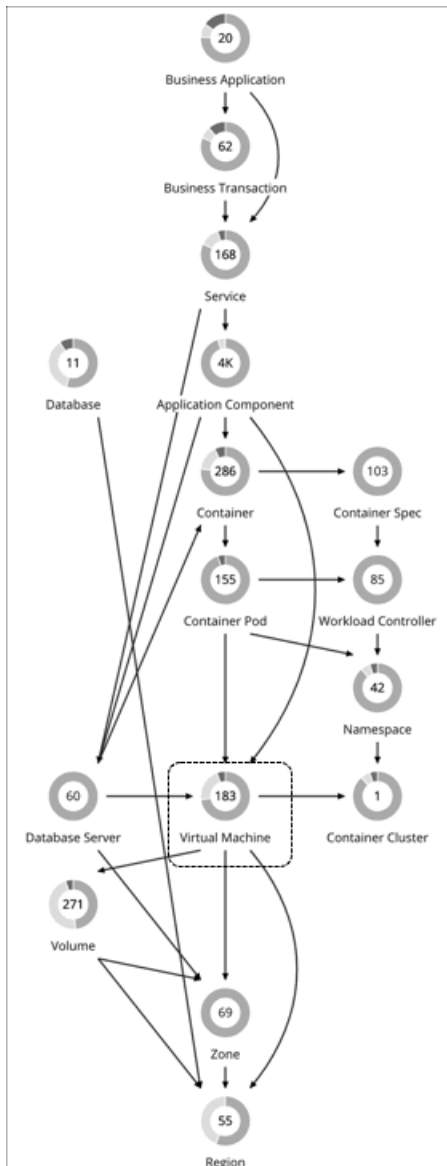 20
Business Application
62
Business Transaction
168
Service
11
Database
4K
Application Component
286
Container
103
Container Spec
155
Container Pod
85
Workload Controller
42
Namespace
60
Database Server
183
Virtual Machine
1
Container Cluster
271
Volume
69
Zone
55
Region